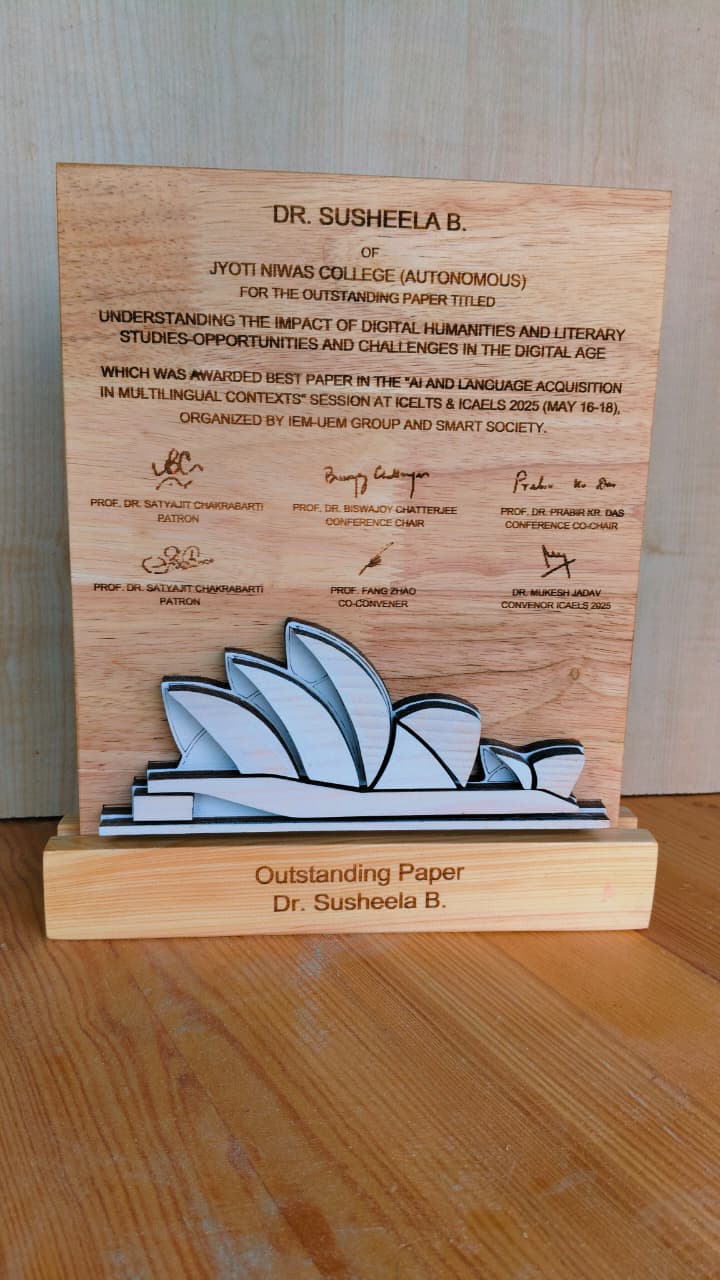 DR. SUSHEELA B.
OF
JYOTI NIWAS COLLEGE (AUTONOMOUS)
FOR THE OUTSTANDING PAPER TITLED
UNDERSTANDING THE IMPACT OF DIGITAL HUMANITIES AND LITERARY
STUDIES-OPPORTUNITIES AND CHALLENGES IN THE DIGITAL AGE
WHICH WAS AWARDED BEST PAPER IN THE "AI AND LANGUAGE ACQUISITION
IN MULTILINGUAL CONTEXTS" SESSION AT ICELTS & ICAELS 2025 (MAY 16-18),
ORGANIZED BY IEM-UEM GROUP AND SMART SOCIETY.
Prabir Kr Das
PROF. DR. SATYAJIT CHAKRABARTI
PATRON
PROF. DR. BISWAJOY CHATTERJEE
CONFERENCE CHAIR
PROF. DR. PRABIR KR. DAS
CONFERENCE CO-CHAIR
PROF. DR. SATYAJIT CHAKRABARTI
PATRON
PROF. FANG ZHAO
CO-CONVENER
DR. MUKESH JADAV
CONVENOR ICAELS 2025
Outstanding Paper
Dr. Susheela B.